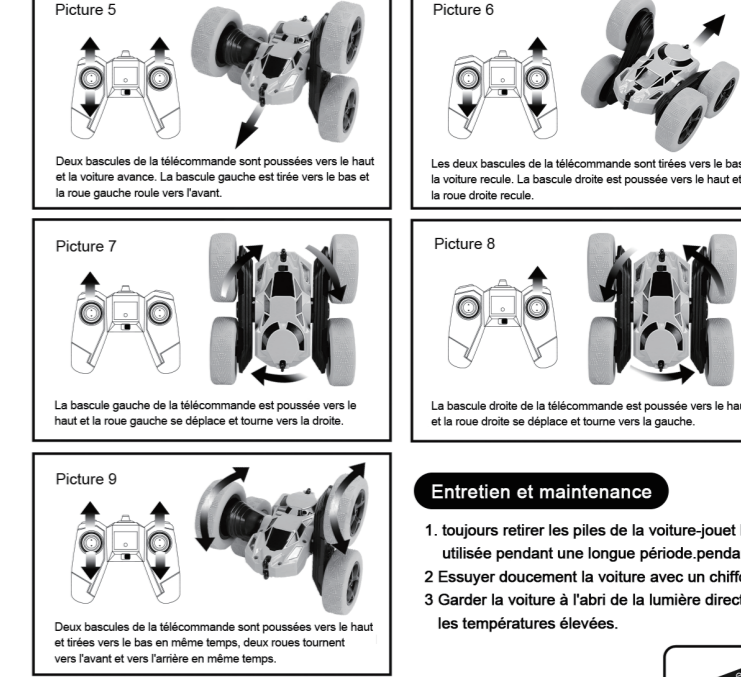 Picture 5
Deux bascules de la télécommande sont poussées vers le haut
et la voiture avance. La bascule gauche est tirée vers le bas et
la roue gauche roule vers l'avant.
Picture 6
Les deux bascules de la télécommande sont tirées vers le bas
la voiture recule. La bascule droite est poussée vers le haut et
la roue droite recule.
Picture 7
La bascule gauche de la télécommande est poussée vers le
haut et la roue gauche se déplace et tourne vers la droite.
Picture 8
La bascule droite de la télécommande est poussée vers le
et la roue droite se déplace et tourne vers la gauche.
Picture 9
Deux bascules de la télécommande sont poussées vers le haut
et tirées vers le bas en même temps, deux roues tournent
vers l'avant et vers l'arrière en même temps.
Entretien et maintenance
1. toujours retirer les piles de la voiture-jouet
utilisée pendant une longue période.
2 Essuyer doucement la voiture avec un
3 Garder la voiture à l'abri de la lumière
les températures élevées.